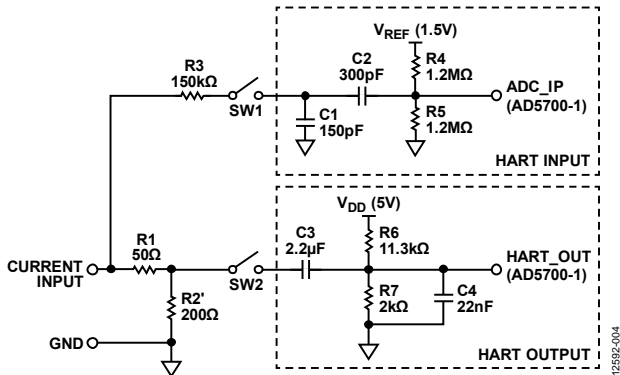 V_REF (1.5V)
R3
150kΩ
SW1
C2
300pF
R4
1.2MΩ
C1
150pF
R5
1.2MΩ
ADC_IP
(AD5700-1)
HART INPUT
V_DD (5V)
R1
50Ω
C3
2.2µF
R6
11.3kΩ
CURRENT
INPUT
SW2
HART_OUT
(AD5700-1)
R2'
200Ω
R7
2kΩ
C4
22nF
GND
HART OUTPUT
12592-004